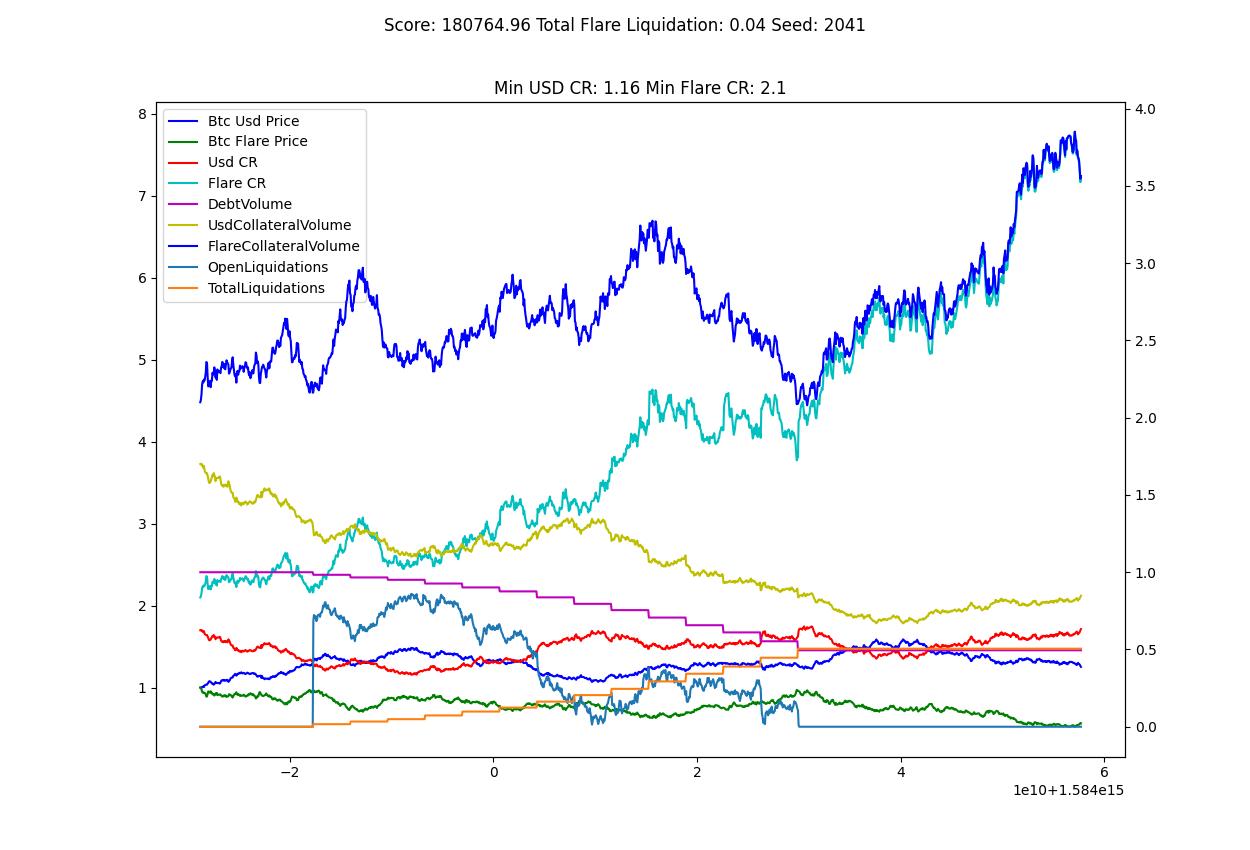 Score: 180764.96 Total Flare Liquidation: 0.04 Seed: 2041
Min USD CR: 1.16 Min Flare CR: 2.1
Btc Usd Price
Btc Flare Price
Usd CR
Flare CR
DebtVolume
UsdCollateralVolume
FlareCollateralVolume
OpenLiquidations
TotalLiquidations
8
7
6
5
4
3
2
1
4.0
3.5
3.0
2.5
2.0
1.5
1.0
0.5
0.0
−2
0
2
4
6
1e10+1.584e15